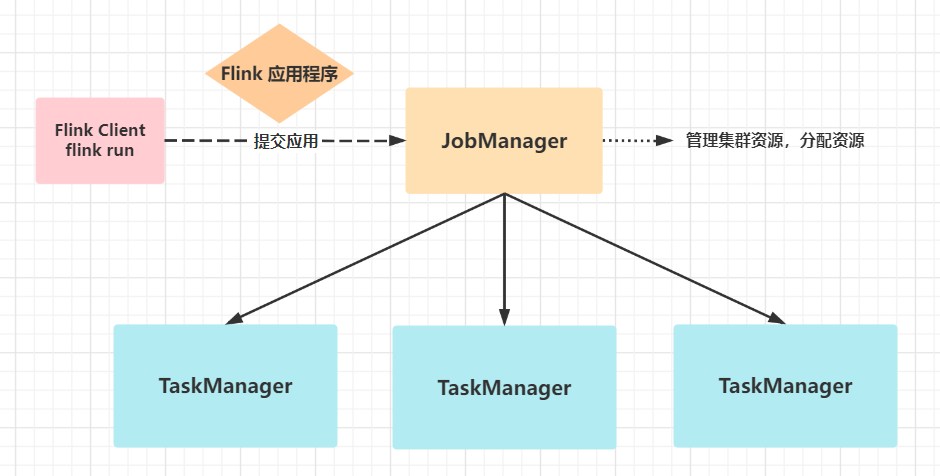 Flink 应用程序
Flink Client
flink run
提交应用
JobManager
管理集群资源，分配资源
TaskManager
TaskManager
TaskManager